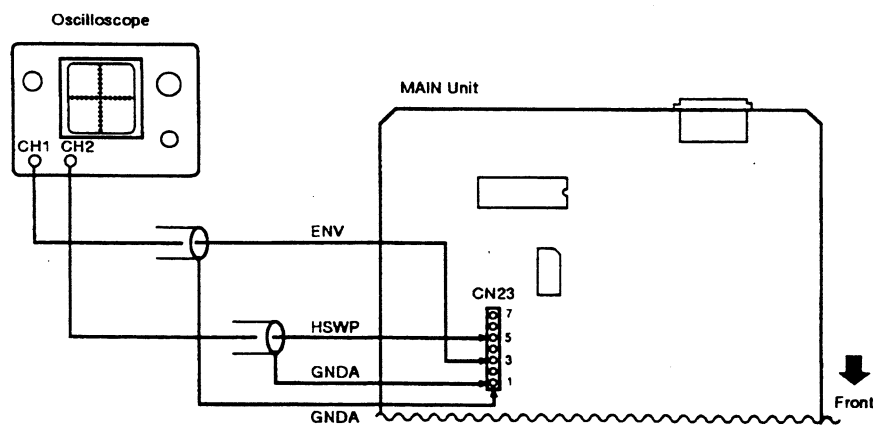 Oscilloscope
MAIN Unit
CH1 CH2
ENV
CN23
7
HSWP
5
3
GNDA
1
Front
GNDA